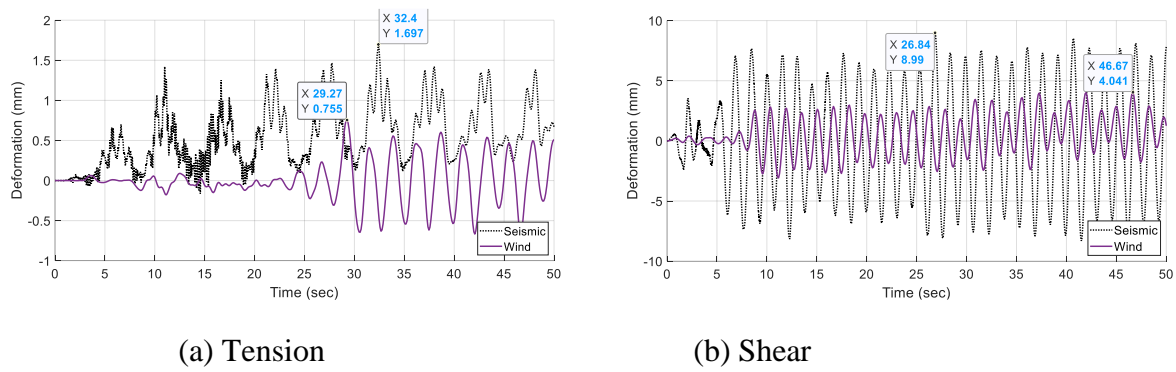 X 32.4
Y 1.697
X 29.27
Y 0.755
2
1.5
1
0.5
0
-0.5
-1
Deformation (mm)
0 5 10 15 20 25 30 35 40 45 50
Time (sec)
Seismic
Wind
(a) Tension
X 26.84
Y 8.99
X 46.67
Y 4.041
10
5
0
-5
-10
Deformation (mm)
0 5 10 15 20 25 30 35 40 45 50
Time (sec)
Seismic
Wind
(b) Shear